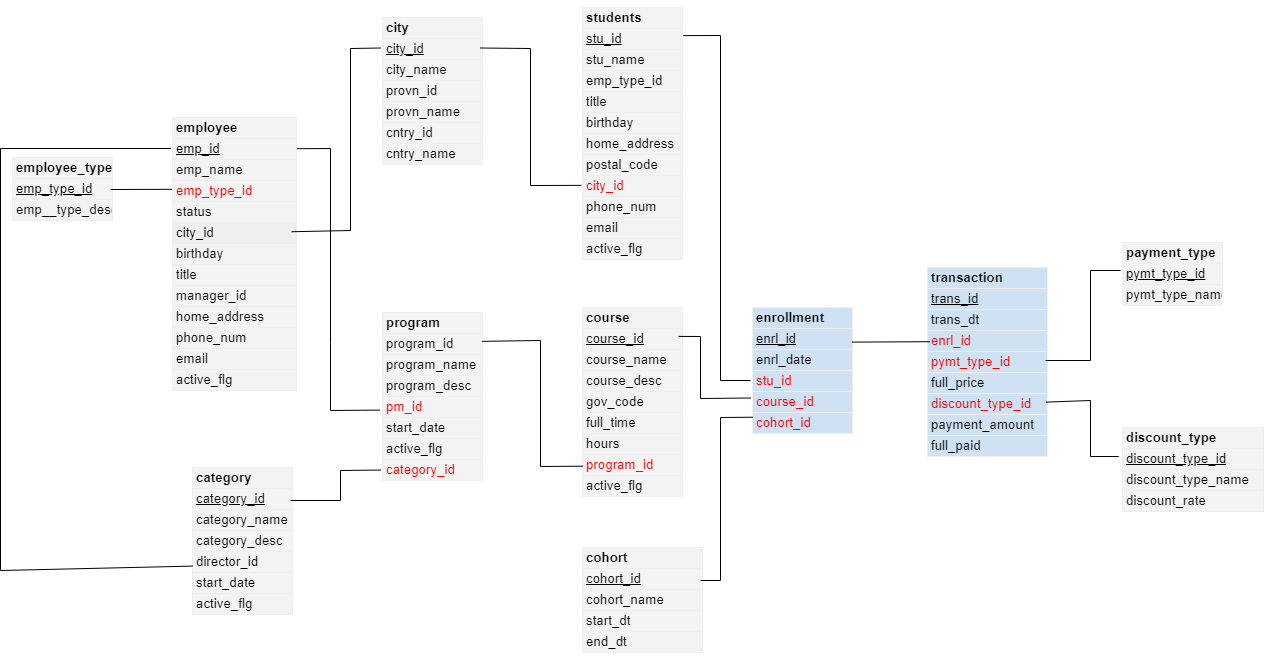 employee_type
emp_type_id
emp__type_des
employee
emp_id
emp_name
emp_type_id
status
city_id
birthday
title
manager_id
home_address
phone_num
email
active_flg
category
category_id
category_name
category_desc
director_id
start_date
active_flg
city
city_id
city_name
provn_id
provn_name
cntry_id
cntry_name
program
program_id
program_name
program_desc
pm_id
start_date
active_flg
category_id
students
stu_id
stu_name
emp_type_id
title
birthday
home_address
postal_code
city_id
phone_num
email
active_flg
course
course_id
course_name
course_desc
gov_code
full_time
hours
program_id
active_flg
cohort
cohort_id
cohort_name
start_dt
end_dt
enrollment
enrl_id
enrl_date
stu_id
course_id
cohort_id
transaction
trans_id
trans_dt
enrl_id
pymt_type_id
full_price
discount_type_id
payment_amount
full_paid
payment_type
pymt_type_id
pymt_type_name
discount_type
discount_type_id
discount_type_name
discount_rate